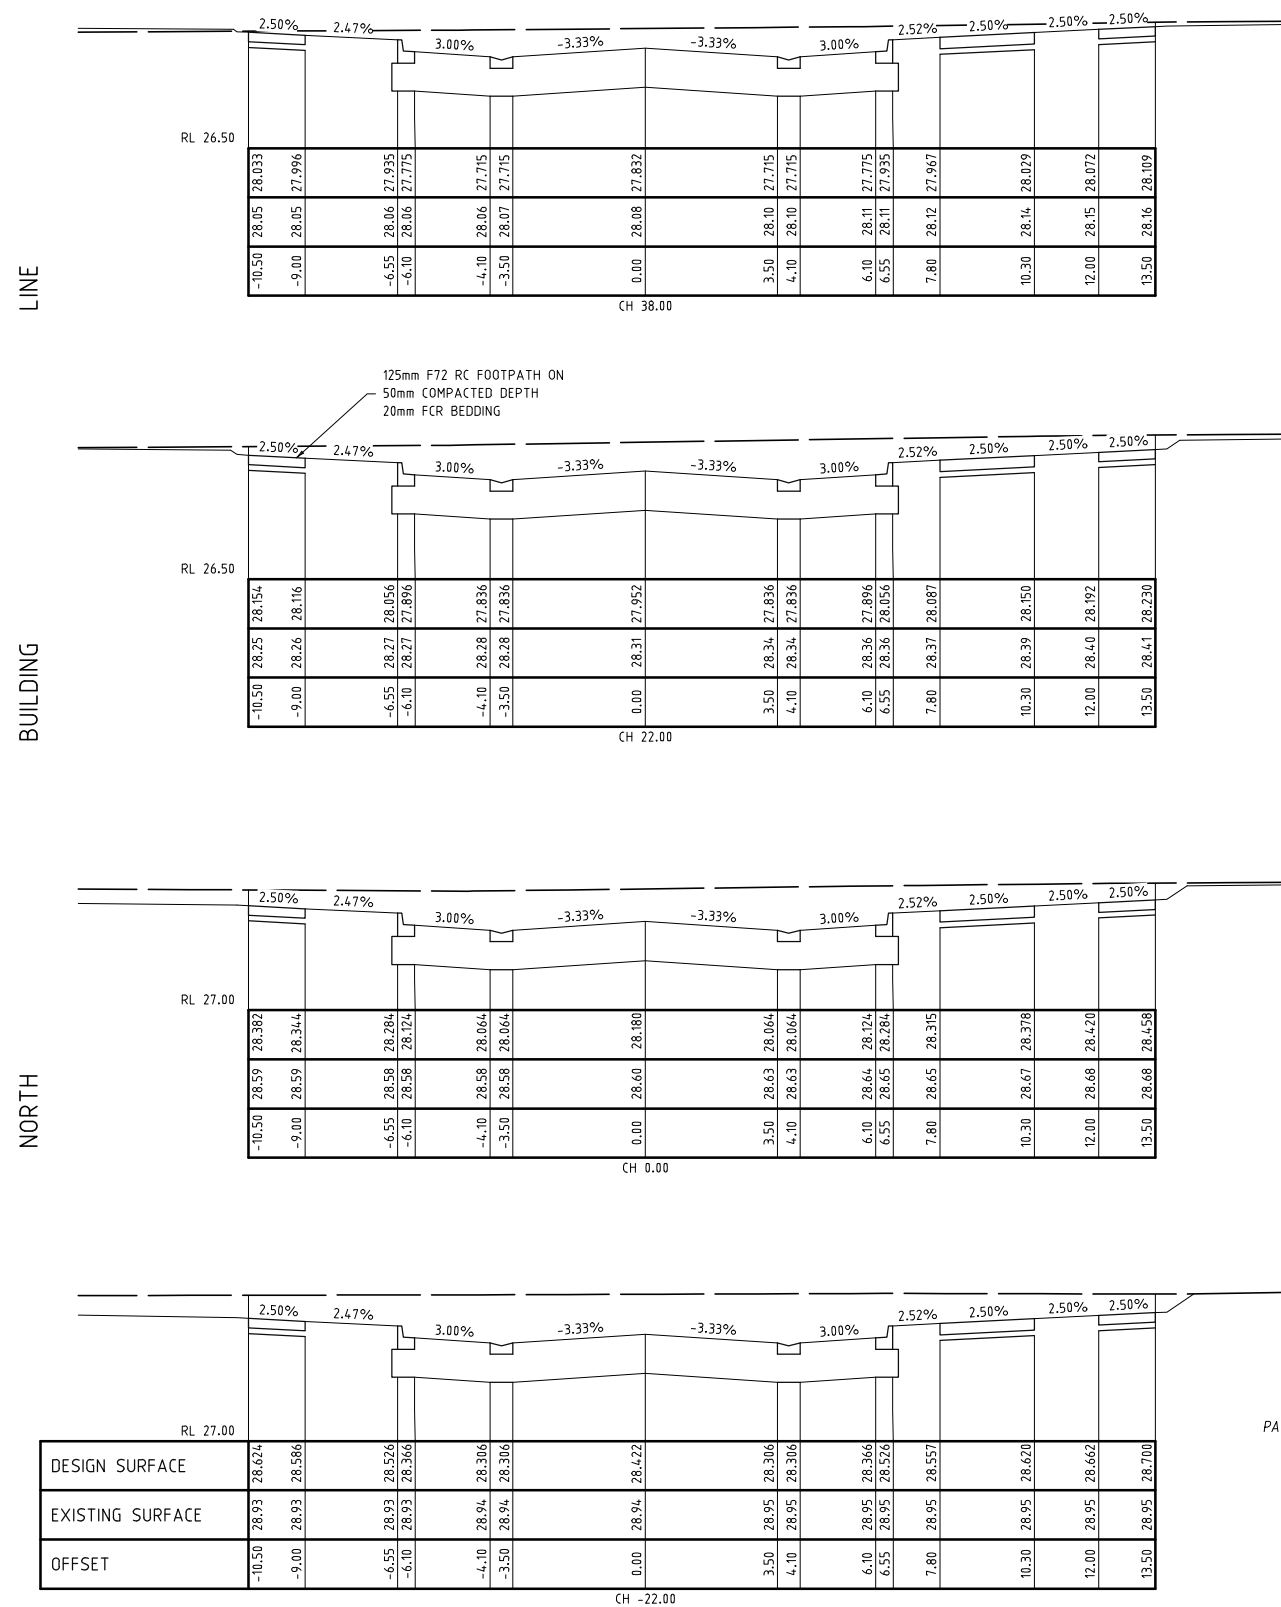 2.50% 2.47% 3.00% -3.33% -3.33% 3.00% 2.52% 2.50% 2.50% 2.50%
RL 26.50
28.033 27.996 27.935 27.775 27.715 27.715 27.832 27.715 27.715 27.775 27.935 27.967 28.029 28.072 28.109
28.05 28.05 28.06 28.06 28.06 28.07 28.08 28.10 28.10 28.11 28.11 28.12 28.14 28.15 28.16
-10.50 -9.00 -6.55 -6.10 -4.10 -3.50 0.00 3.50 4.10 6.10 6.55 7.80 10.30 12.00 13.50
LINE
CH 38.00
125mm F72 RC FOOTPATH ON
50mm COMPACTED DEPTH
20mm FCR BEDDING
2.50% 2.47% 3.00% -3.33% -3.33% 3.00% 2.52% 2.50% 2.50% 2.50%
RL 26.50
28.154 28.116 28.056 27.896 27.836 27.836 27.952 27.836 27.836 27.896 28.056 28.087 28.150 28.192 28.230
28.25 28.26 28.27 28.27 28.28 28.28 28.31 28.34 28.34 28.36 28.36 28.37 28.39 28.40 28.41
-10.50 -9.00 -6.55 -6.10 -4.10 -3.50 0.00 3.50 4.10 6.10 6.55 7.80 10.30 12.00 13.50
BUILDING
CH 22.00
2.50% 2.47% 3.00% -3.33% -3.33% 3.00% 2.52% 2.50% 2.50% 2.50%
RL 27.00
28.382 28.344 28.284 28.124 28.064 28.064 28.180 28.064 28.064 28.124 28.284 28.315 28.378 28.420 28.458
28.59 28.59 28.58 28.58 28.58 28.58 28.60 28.63 28.63 28.64 28.65 28.65 28.67 28.68 28.68
-10.50 -9.00 -6.55 -6.10 -4.10 -3.50 0.00 3.50 4.10 6.10 6.55 7.80 10.30 12.00 13.50
NORTH
CH 0.00
2.50% 2.47% 3.00% -3.33% -3.33% 3.00% 2.52% 2.50% 2.50% 2.50%
RL 27.00
PA
DESIGN SURFACE 28.624 28.586 28.526 28.366 28.306 28.306 28.422 28.306 28.306 28.366 28.526 28.557 28.620 28.662 28.700
EXISTING SURFACE 28.93 28.93 28.93 28.93 28.94 28.94 28.94 28.95 28.95 28.95 28.95 28.95 28.95 28.95 28.95
OFFSET -10.50 -9.00 -6.55 -6.10 -4.10 -3.50 0.00 3.50 4.10 6.10 6.55 7.80 10.30 12.00 13.50
CH -22.00